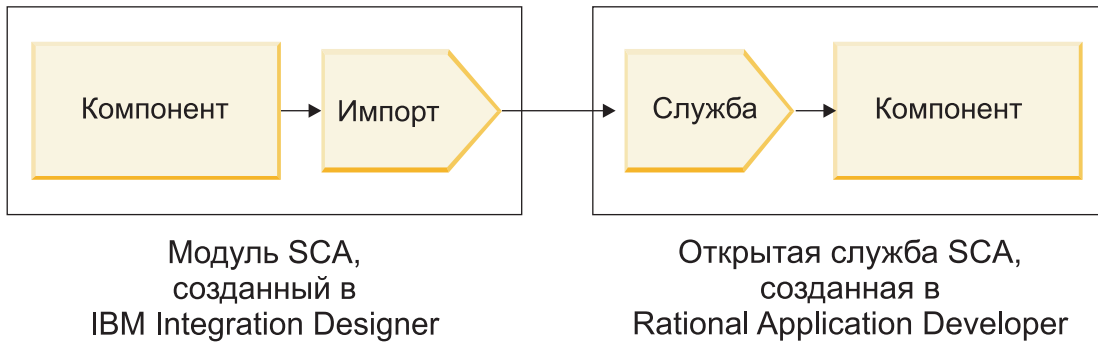 Компонент
Импорт
Служба
Компонент
Модуль SCA,
созданный в
IBM Integration Designer
Открытая служба SCA,
созданная в
Rational Application Developer